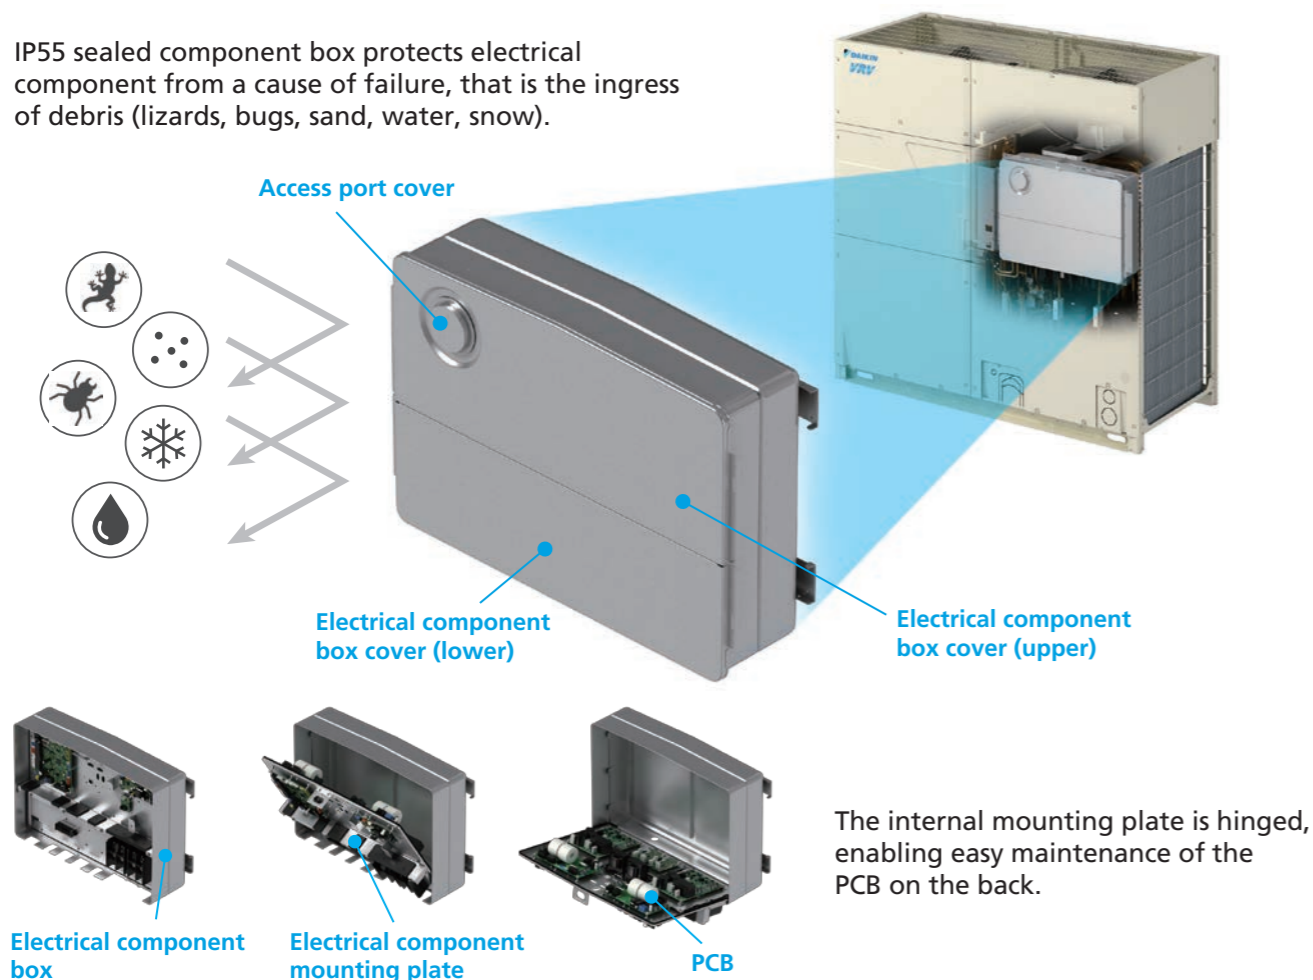 IP55 sealed component box protects electrical
component from a cause of failure, that is the ingress
of debris (lizards, bugs, sand, water, snow).
DAIKIN
VRV
Access port cover
Electrical component
box cover (lower)
Electrical component
box cover (upper)
The internal mounting plate is hinged,
enabling easy maintenance of the
PCB on the back.
Electrical component
box
Electrical component
mounting plate
PCB